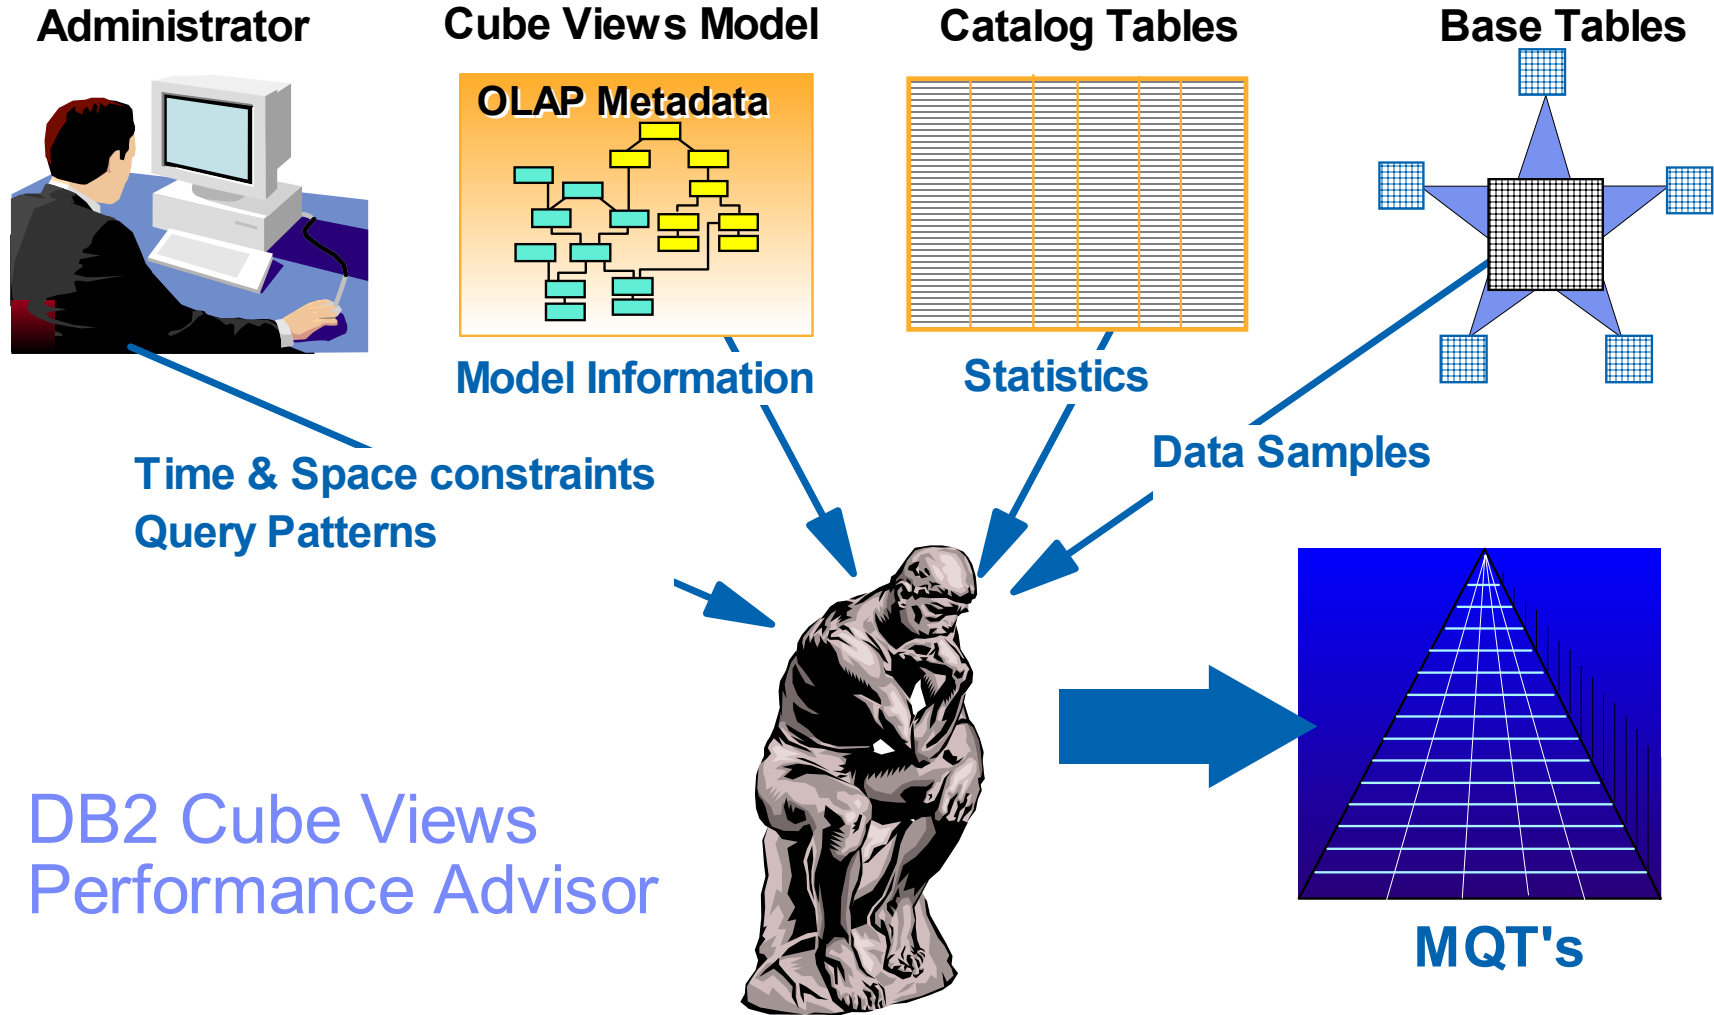 Administrator
Cube Views Model
Catalog Tables
Base Tables
OLAP Metadata
Model Information
Statistics
Data Samples
Time & Space constraints
Query Patterns
DB2 Cube Views
Performance Advisor
MQT's